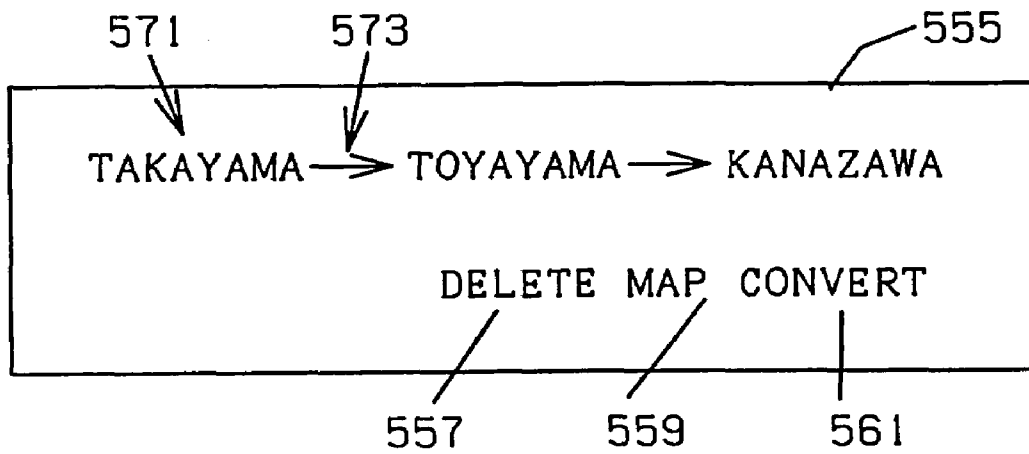 571 573 555
TAKAYAMA → TOYAYAMA → KANAZAWA
DELETE MAP CONVERT
557 559 561